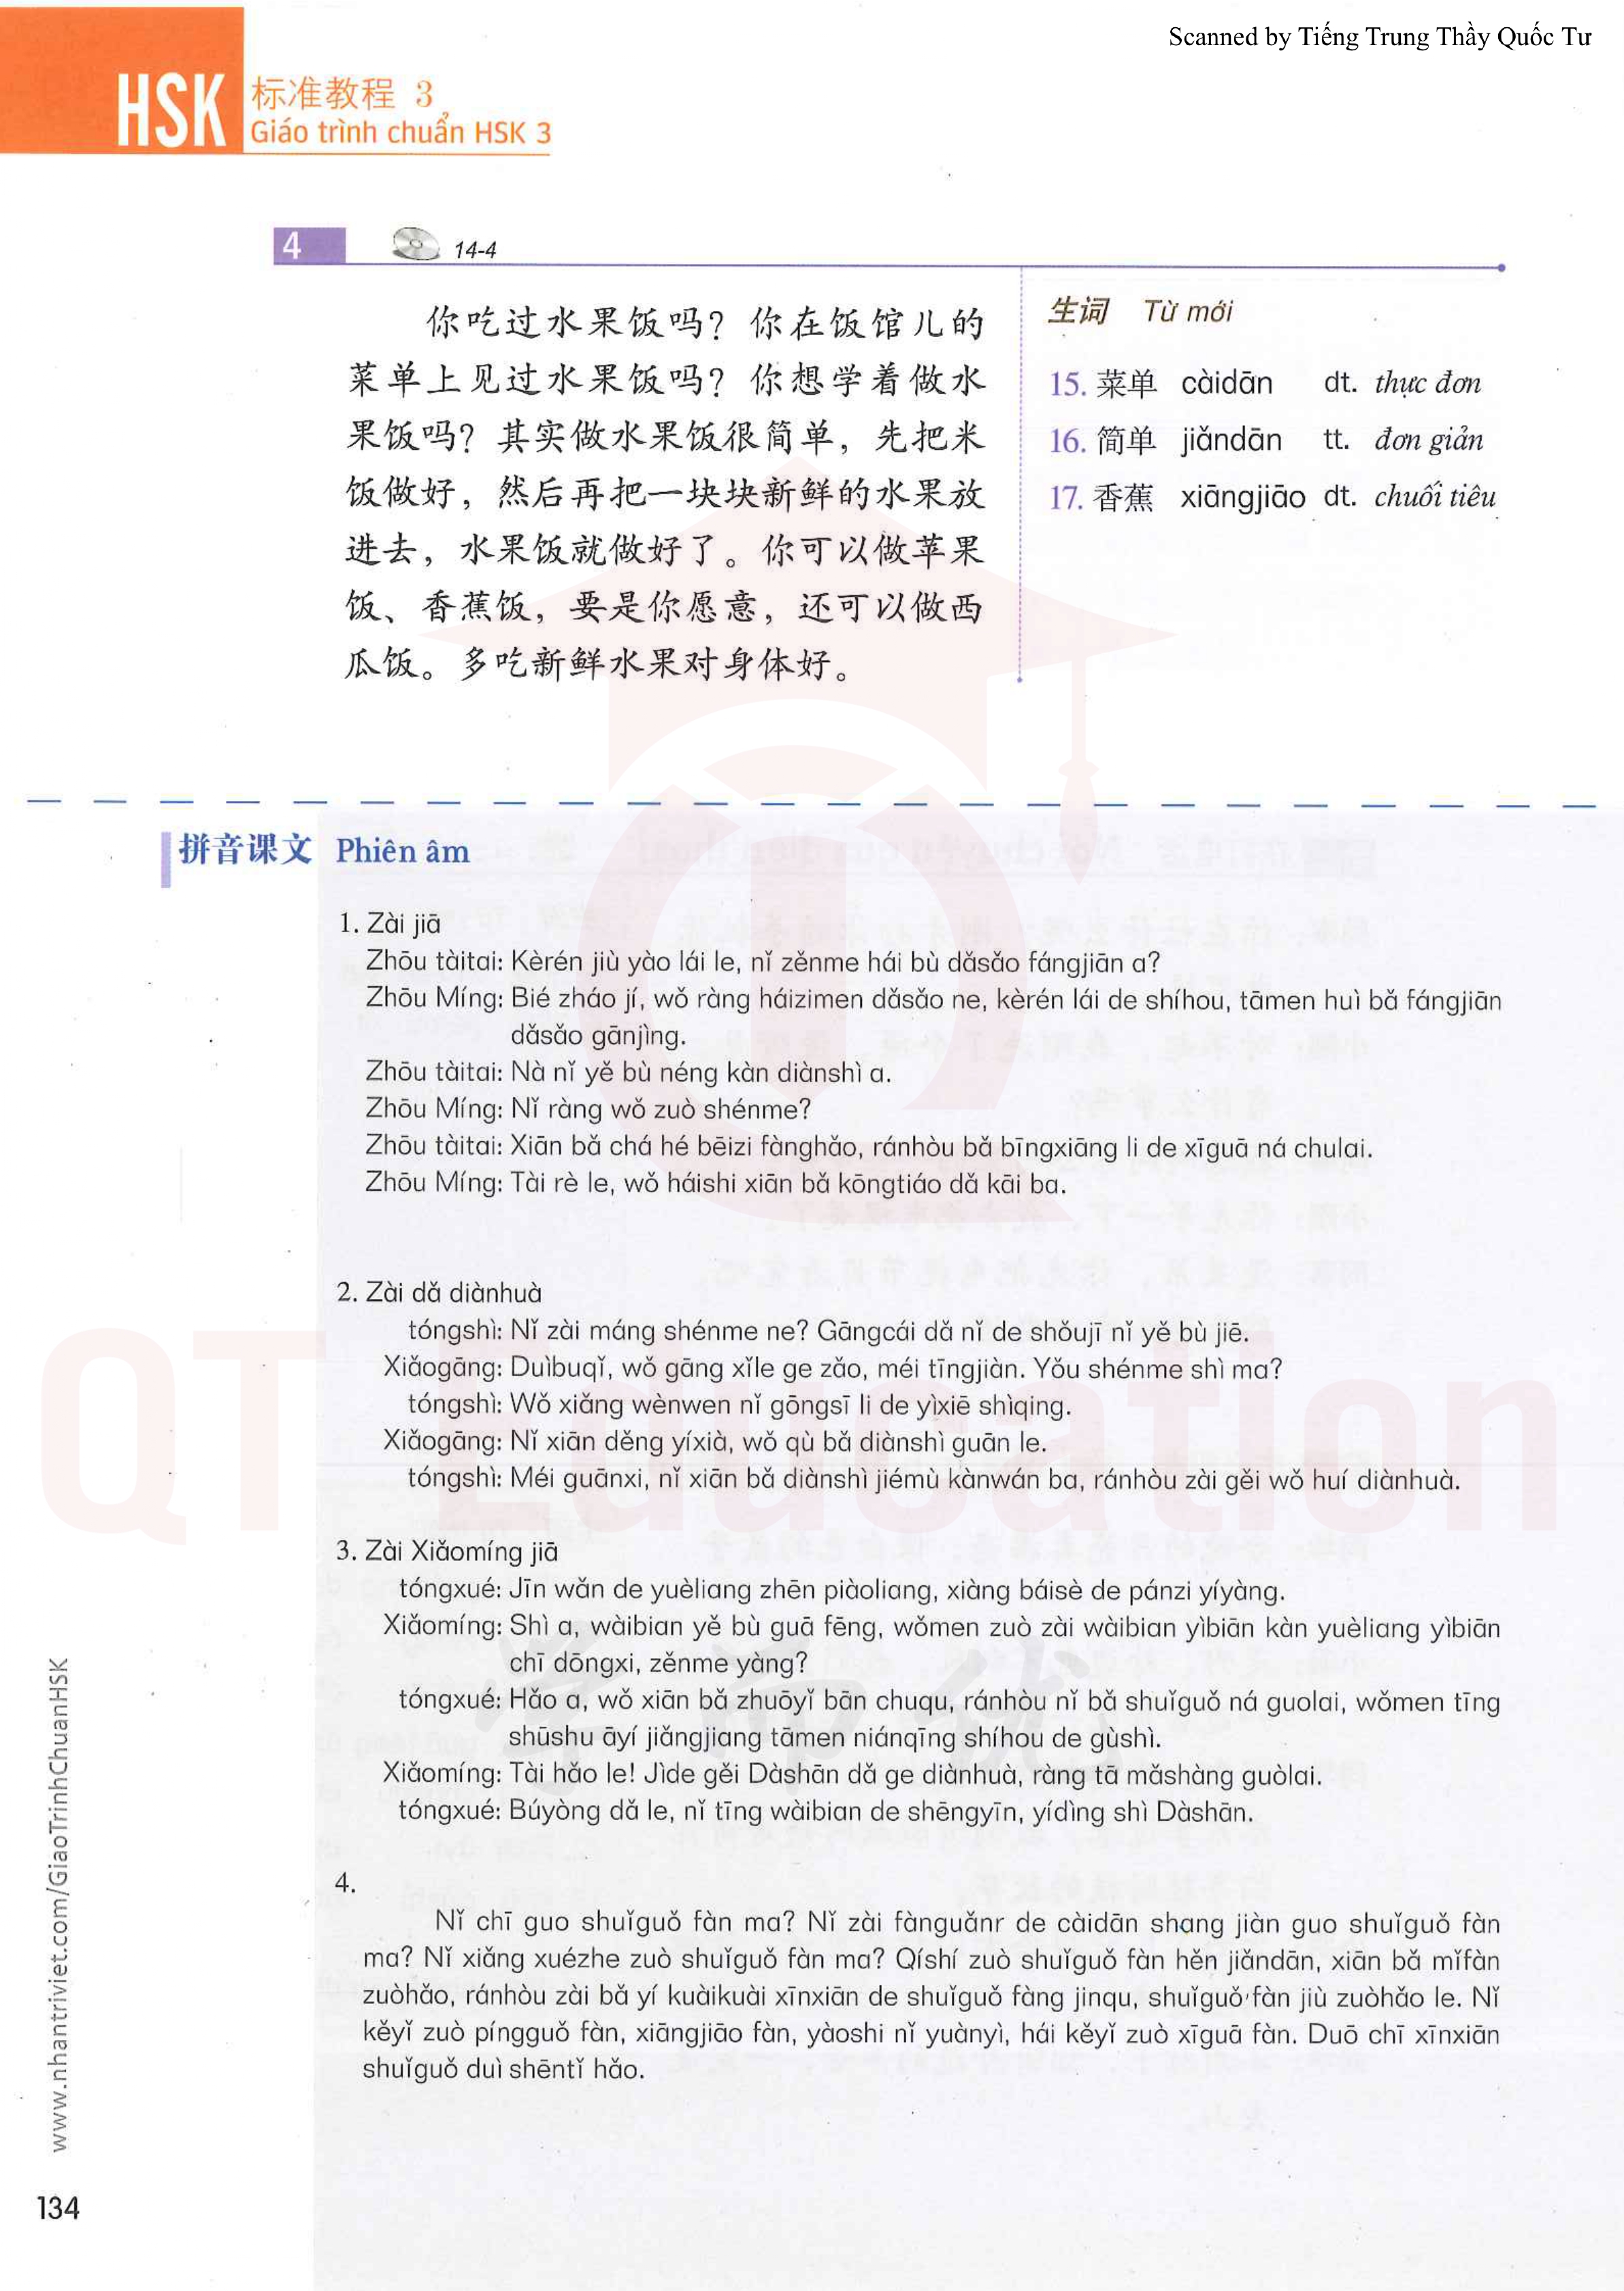 Scanned by Tiếng Trung Thầy Quốc Tư
HSK
标准教程 3
Giáo trình chuẩn HSK 3
4
14-4
你吃过水果饭吗？你在饭馆儿的
菜单上见过水果饭吗？你想学着做水
果饭吗？其实做水果饭很简单，先把米
饭做好，然后再把一块块新鲜的水果放
进去，水果饭就做好了。你可以做苹果
饭、香蕉饭，要是你愿意，还可以做西
瓜饭。多吃新鲜水果对身体好。
生词 Từ mới
15. 菜单 càidān dt. thực đơn
16. 简单 jiǎndān tt. đơn giản
17. 香蕉 xiāngjiāo dt. chuối tiêu
拼音课文 Phiên âm
1. Zài jiā
Zhōu tàitai: Kèrén jiù yào lái le, nǐ zěnme hái bù dǎsǎo fángjiān a?
Zhōu Míng: Bié zháo jí, wǒ ràng háizimen dǎsǎo ne, kèrén lái de shíhou, tāmen huì bǎ fángjiān
dǎsǎo gānjìng.
Zhōu tàitai: Nà nǐ yě bù néng kàn diànshì a.
Zhōu Míng: Nǐ ràng wǒ zuò shénme?
Zhōu tàitai: Xiān bǎ chá hé bēizi fànghǎo, ránhòu bǎ bīngxiāng li de xīguā ná chulai.
Zhōu Míng: Tài rè le, wǒ háishi xiān bǎ kōngtiáo dǎ kāi ba.
2. Zài dǎ diànhuà
tóngshì: Nǐ zài máng shénme ne? Gāngcái dǎ nǐ de shǒujī nǐ yě bù jiē.
Xiǎogāng: Duìbuqǐ, wǒ gāng xǐle ge zǎo, méi tīngjiàn. Yǒu shénme shì ma?
tóngshì: Wǒ xiǎng wènwen nǐ gōngsī li de yìxiē shìqing.
Xiǎogāng: Nǐ xiān děng yíxià, wǒ qù bǎ diànshì guān le.
tóngshì: Méi guānxi, nǐ xiān bǎ diànshì jiémù kànwán ba, ránhòu zài gěi wǒ huí diànhuà.
3. Zài Xiǎomíng jiā
tóngxué: Jīn wǎn de yuèliang zhēn piàoliang, xiàng báisè de pánzi yíyàng.
Xiǎomíng: Shì a, wàibian yě bù guā fēng, wǒmen zuò zài wàibian yìbiān kàn yuèliang yìbiān
chī dōngxi, zěnme yàng?
tóngxué: Hǎo a, wǒ xiān bǎ zhuōyǐ bān chuqu, ránhòu nǐ bǎ shuǐguǒ ná guolai, wǒmen tīng
shūshu āyí jiǎngjiang tāmen niánqīng shíhou de gùshì.
Xiǎomíng: Tài hǎo le! Jìde gěi Dàshān dǎ ge diànhuà, ràng tā mǎshàng guòlai.
tóngxué: Búyòng dǎ le, nǐ tīng wàibian de shēngyīn, yídìng shì Dàshān.
4.
Nǐ chī guo shuǐguǒ fàn ma? Nǐ zài fànguǎnr de càidān shang jiàn guo shuǐguǒ fàn
ma? Nǐ xiǎng xuézhe zuò shuǐguǒ fàn ma? Qíshí zuò shuǐguǒ fàn hěn jiǎndān, xiān bǎ mǐfàn
zuòhǎo, ránhòu zài bǎ yí kuàikuài xīnxiān de shuǐguǒ fàng jinqu, shuǐguǒ fàn jiù zuòhǎo le. Nǐ
kěyǐ zuò píngguǒ fàn, xiāngjiāo fàn, yàoshi nǐ yuànyì, hái kěyǐ zuò xīguā fàn. Duō chī xīnxiān
shuǐguǒ duì shēntǐ hǎo.
QT Education
www.nhantriviet.com/GiaoTrinhChuanHSK
134